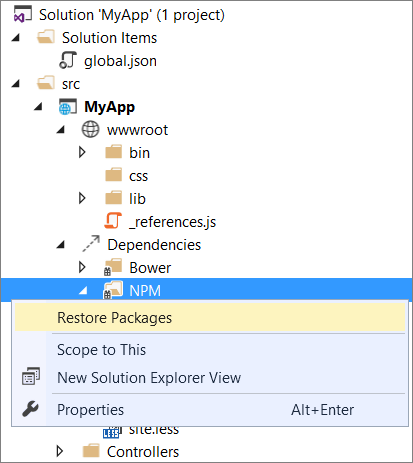 Solution 'MyApp' (1 project)
Solution Items
global.json
src
MyApp
wwwroot
bin
css
lib
_references.js
Dependencies
Bower
NPM
Restore Packages
Scope to This
New Solution Explorer View
Properties Alt+Enter
site.less
Controllers